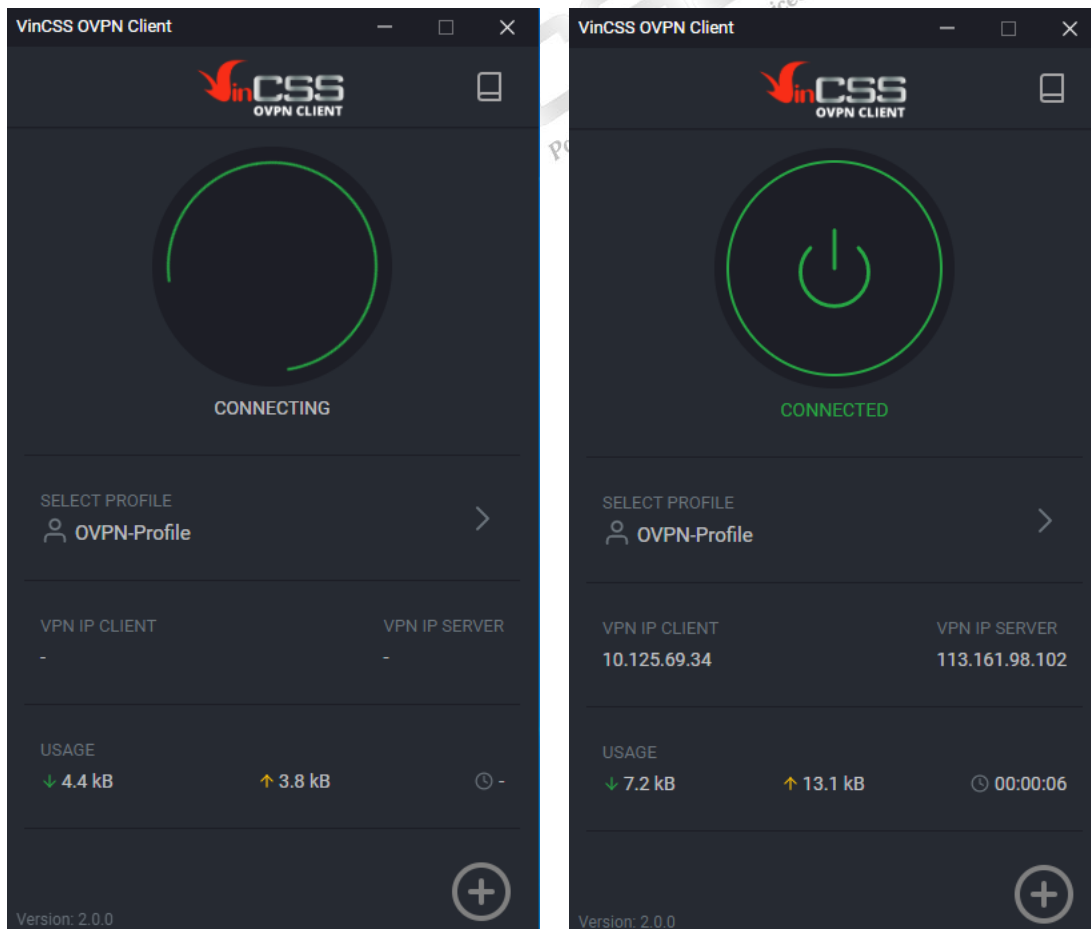 VinCSS OVPN Client
VinCSS
OVPN CLIENT
CONNECTING
SELECT PROFILE
OVPN-Profile
VPN IP CLIENT VPN IP SERVER
- -
USAGE
4.4 kB 3.8 kB -
Version: 2.0.0
VinCSS OVPN Client
VinCSS
OVPN CLIENT
CONNECTED
SELECT PROFILE
OVPN-Profile
VPN IP CLIENT VPN IP SERVER
10.125.69.34 113.161.98.102
USAGE
7.2 kB 13.1 kB 00:00:06
Version: 2.0.0